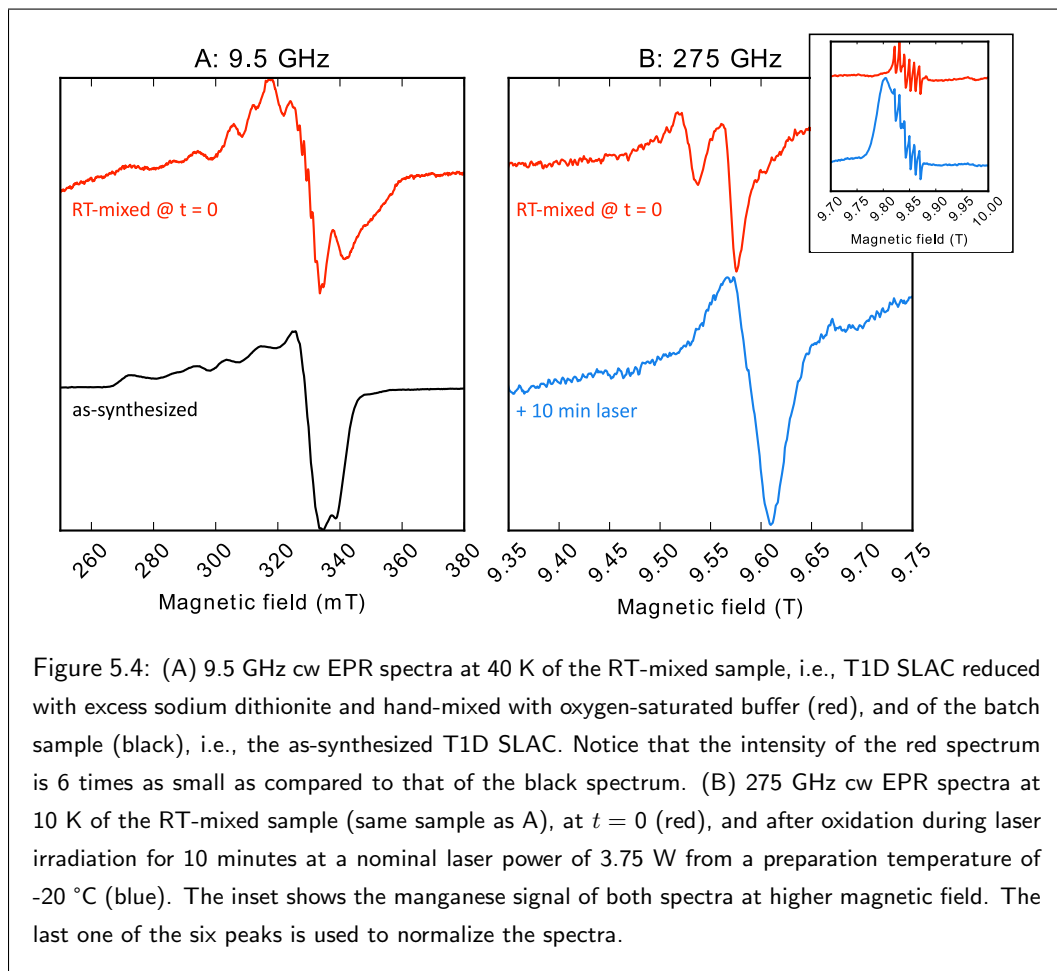 A: 9.5 GHz
B: 275 GHz
RT-mixed @ t = 0
as-synthesized
260 280 300 320 340 360 380
Magnetic field (mT)
RT-mixed @ t = 0
+ 10 min laser
9.35 9.40 9.45 9.50 9.55 9.60 9.65 9.70 9.75
Magnetic field (T)
9.70 9.75 9.80 9.85 9.90 9.95 10.00
Magnetic field (T)
Figure 5.4: (A) 9.5 GHz cw EPR spectra at 40 K of the RT-mixed sample, i.e., T1D SLAC reduced
with excess sodium dithionite and hand-mixed with oxygen-saturated buffer (red), and of the batch
sample (black), i.e., the as-synthesized T1D SLAC. Notice that the intensity of the red spectrum
is 6 times as small as compared to that of the black spectrum. (B) 275 GHz cw EPR spectra at
10 K of the RT-mixed sample (same sample as A), at t = 0 (red), and after oxidation during laser
irradiation for 10 minutes at a nominal laser power of 3.75 W from a preparation temperature of
-20 °C (blue). The inset shows the manganese signal of both spectra at higher magnetic field. The
last one of the six peaks is used to normalize the spectra.